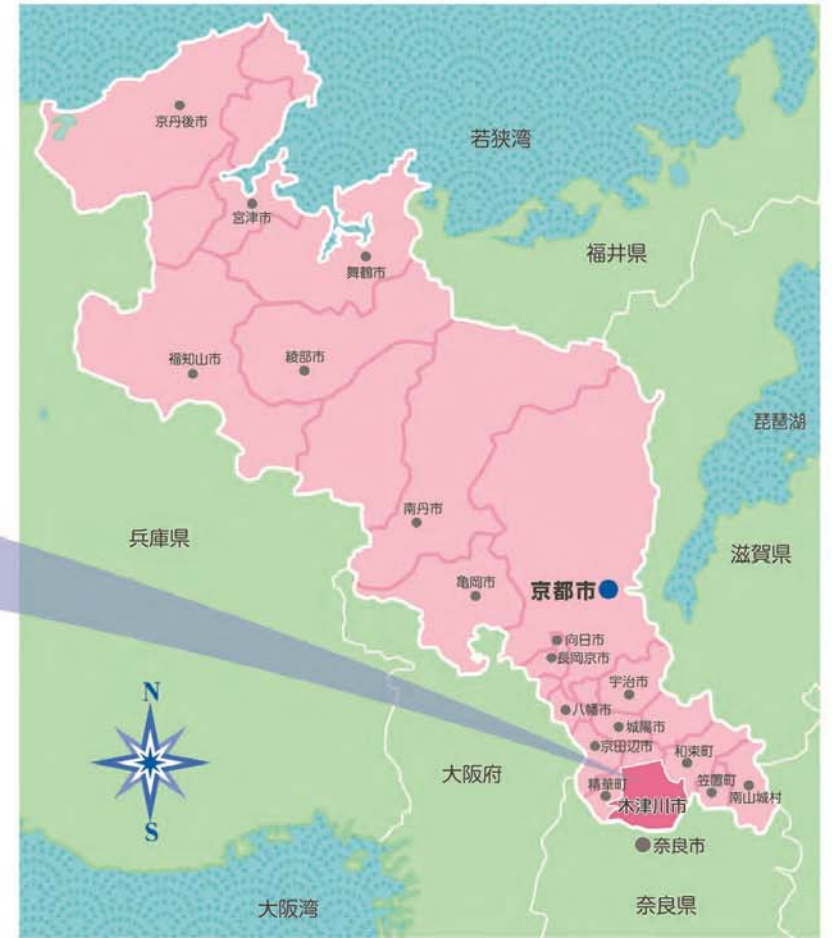 京丹後市
若狭湾
宮津市
福井県
舞鶴市
福知山市
綾部市
琵琶湖
南丹市
兵庫県
滋賀県
亀岡市
京都市
向日市
長岡京市
宇治市
N
八幡市
城陽市
京田辺市
和束町
大阪府
精華町
笠置町
南山城村
木津川市
S
奈良市
大阪湾
奈良県